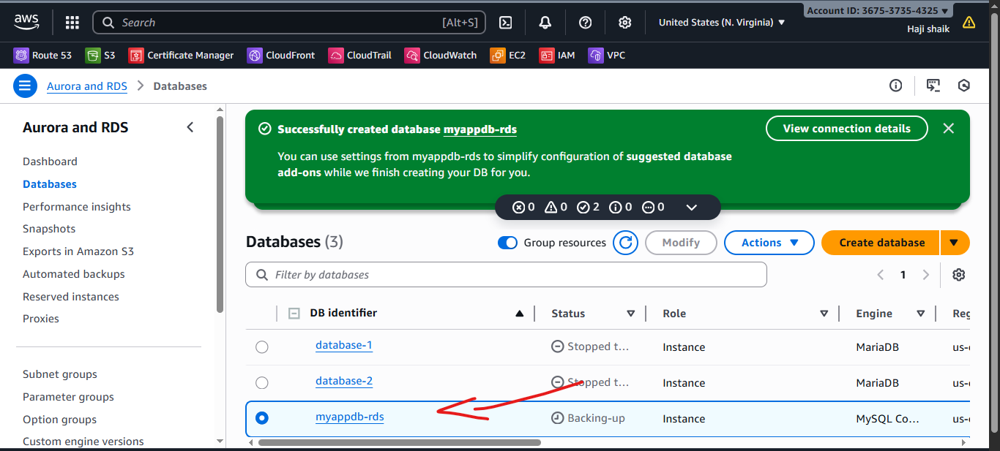 aws
Search [Alt+S]
United States (N. Virginia) ▼
Account ID: 3675-3735-4325 ▼
Haji shaik
Route 53 S3 Certificate Manager CloudFront CloudTrail CloudWatch EC2 IAM VPC
Aurora and RDS > Databases
Aurora and RDS
Dashboard
Databases
Performance insights
Snapshots
Exports in Amazon S3
Automated backups
Reserved instances
Proxies
Subnet groups
Parameter groups
Option groups
Custom engine versions
Successfully created database myappdb-rds
View connection details
You can use settings from myappdb-rds to simplify configuration of suggested database
add-ons while we finish creating your DB for you.
0 0 2 0 0
Databases (3)
Group resources
Modify
Actions
Create database
Filter by databases
1
DB identifier Status Role Engine Reg
database-1 Stopped t... Instance MariaDB us-
database-2 Stopped t... Instance MariaDB us-
myappdb-rds Backing-up Instance MySQL Co... us-